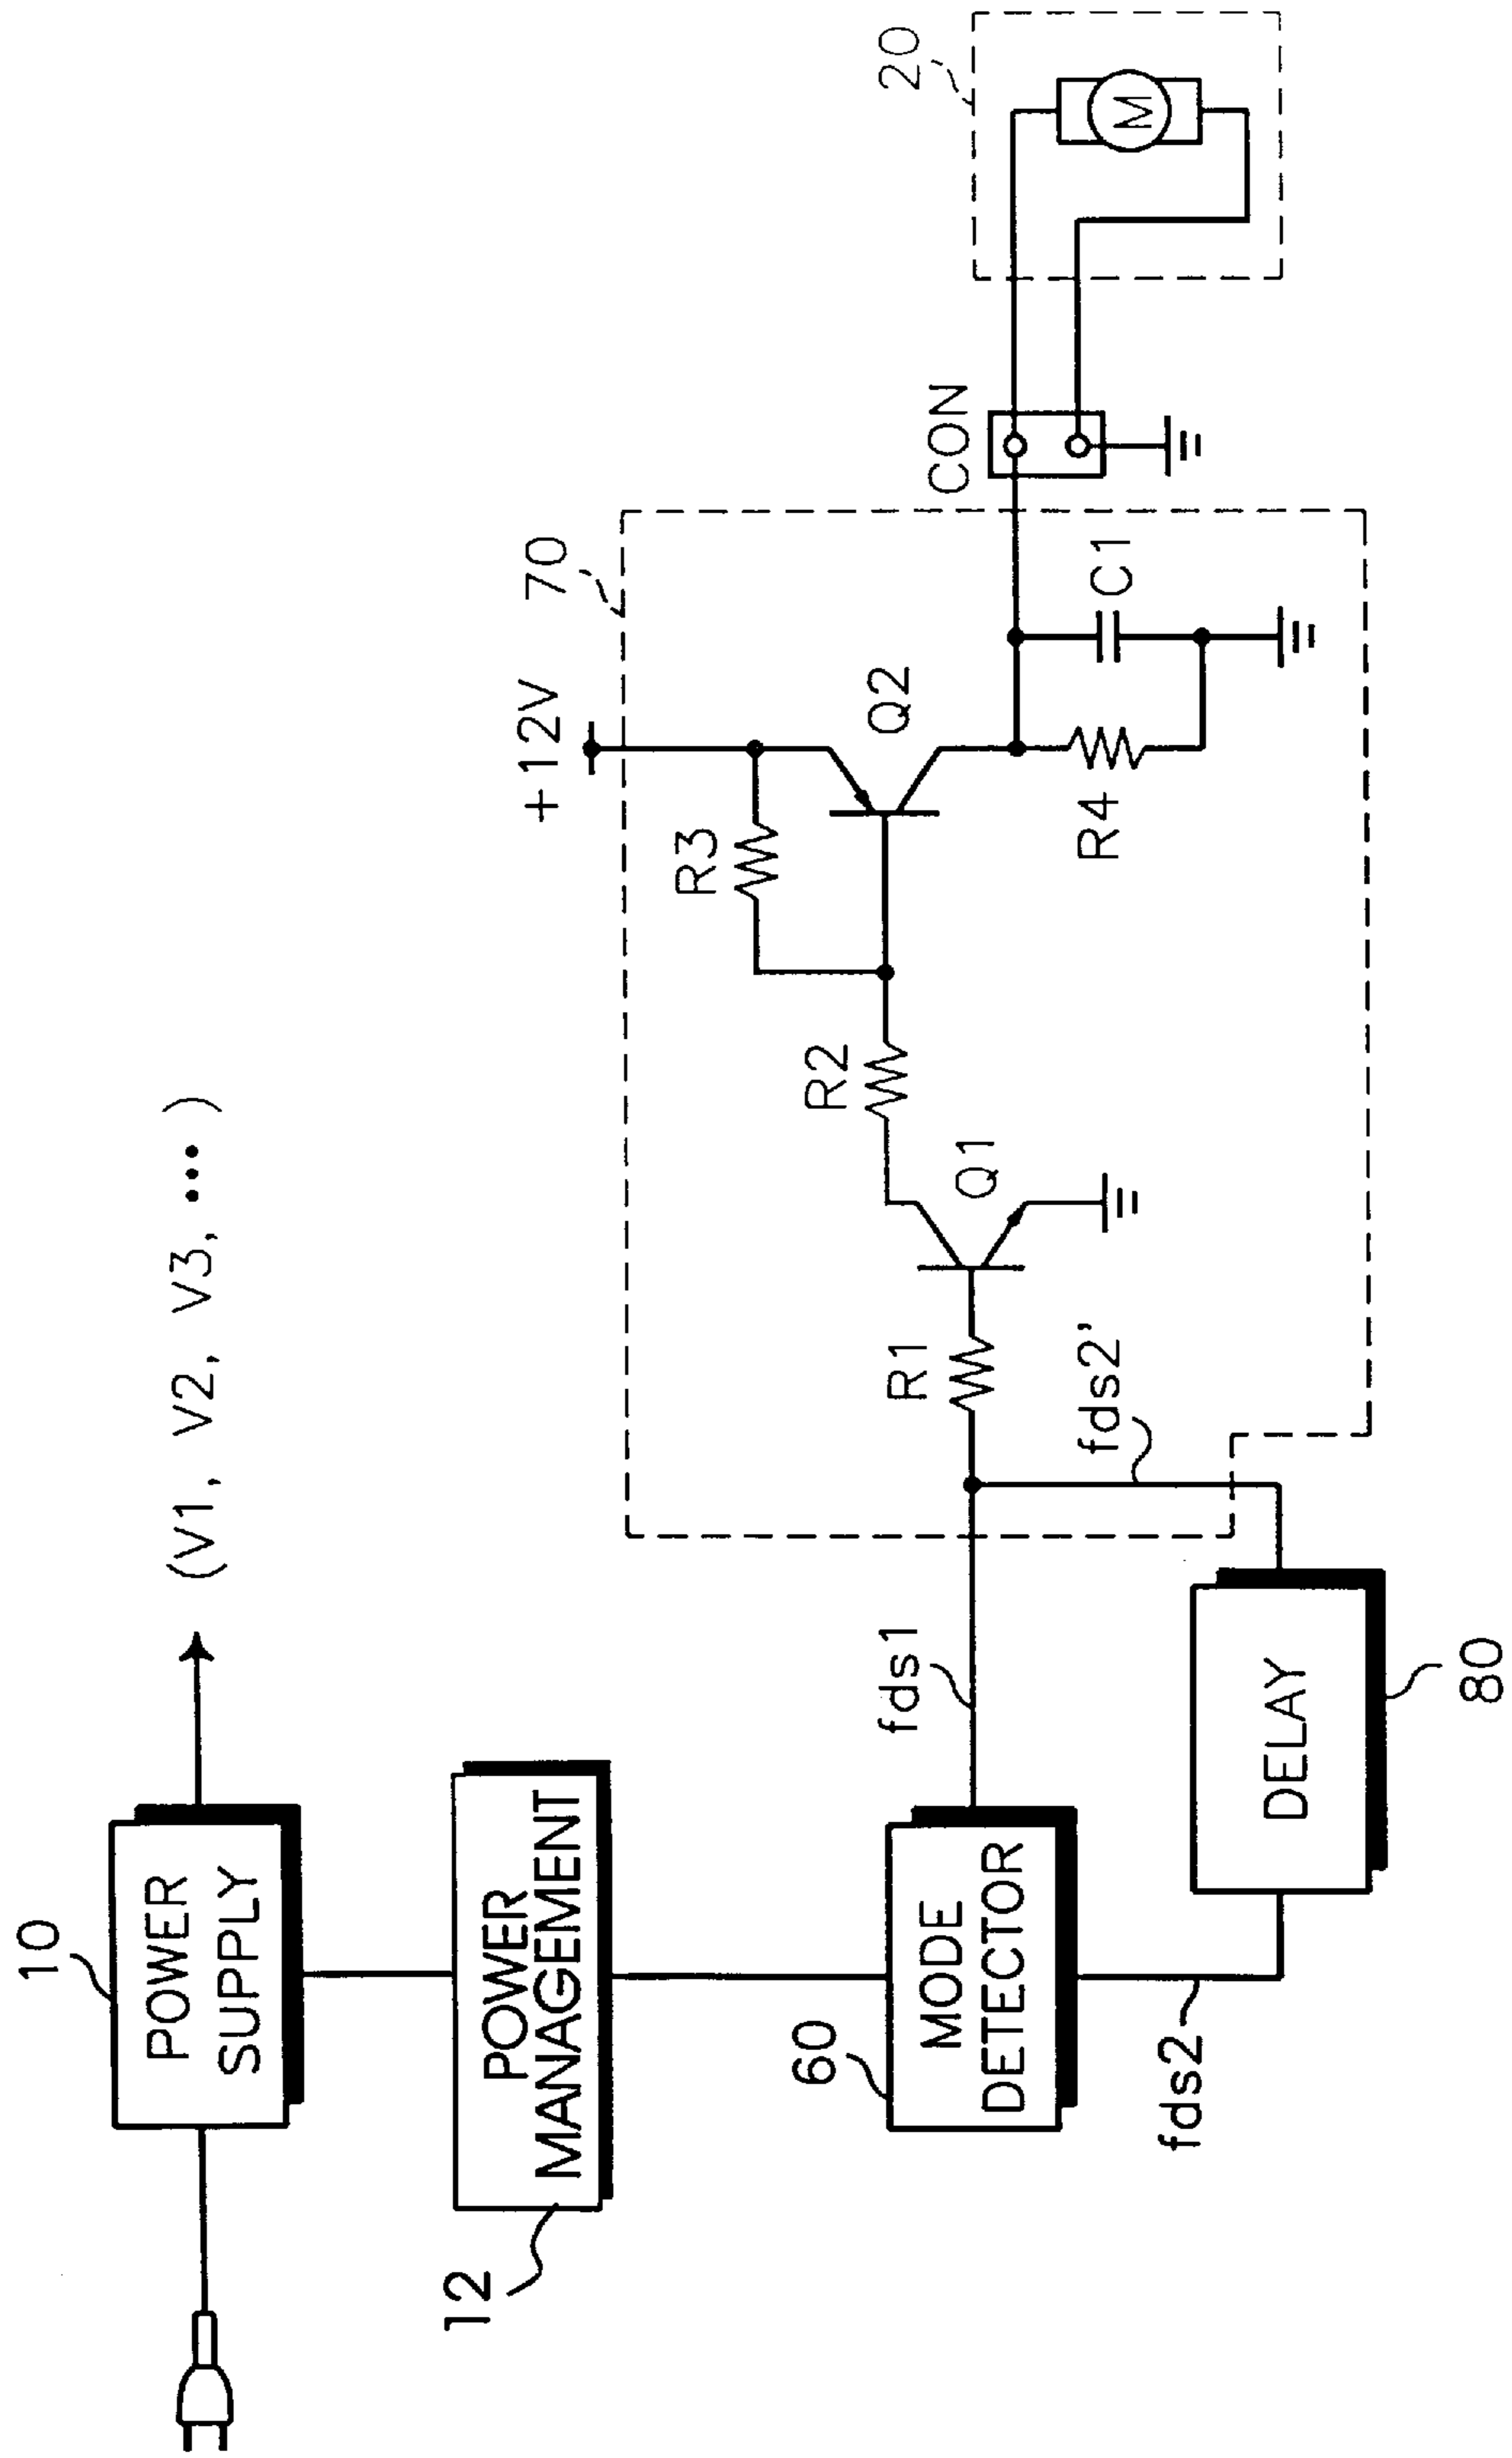 10
POWER
SUPPLY
(V1, V2, V3, ••• )
12
POWER
MANAGEMENT
60
MODE
DETECTOR
fds1
fds2
DELAY
80
fds2'
70
+12V
R1
Q1
R2
R3
Q2
R4
C1
CON
20
M